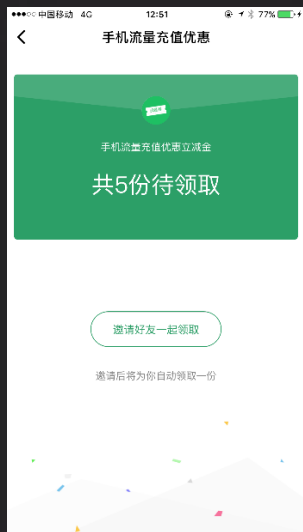 中国移动 4G 12:51 77%
手机流量充值优惠
手机流量充值优惠立减金
共5份待领取
邀请好友一起领取
邀请后将为你自动领取一份